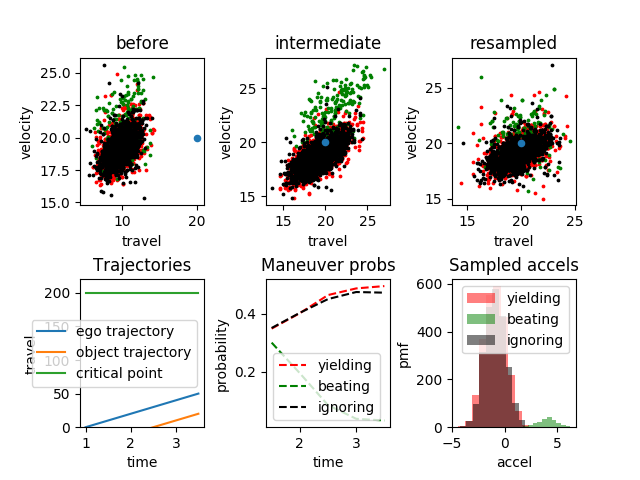 before
intermediate
resampled
25.0
22.5
20.0
17.5
15.0
velocity
10
20
travel
25
20
15
velocity
15
20
25
travel
25
20
15
velocity
15
20
25
travel
Trajectories
Maneuver probs
Sampled accels
200
150
100
50
0
travel
ego trajectory
object trajectory
critical point
1
2
3
time
0.4
0.2
probability
yielding
beating
ignoring
2
3
time
600
400
200
0
pmf
yielding
beating
ignoring
−5
0
5
accel